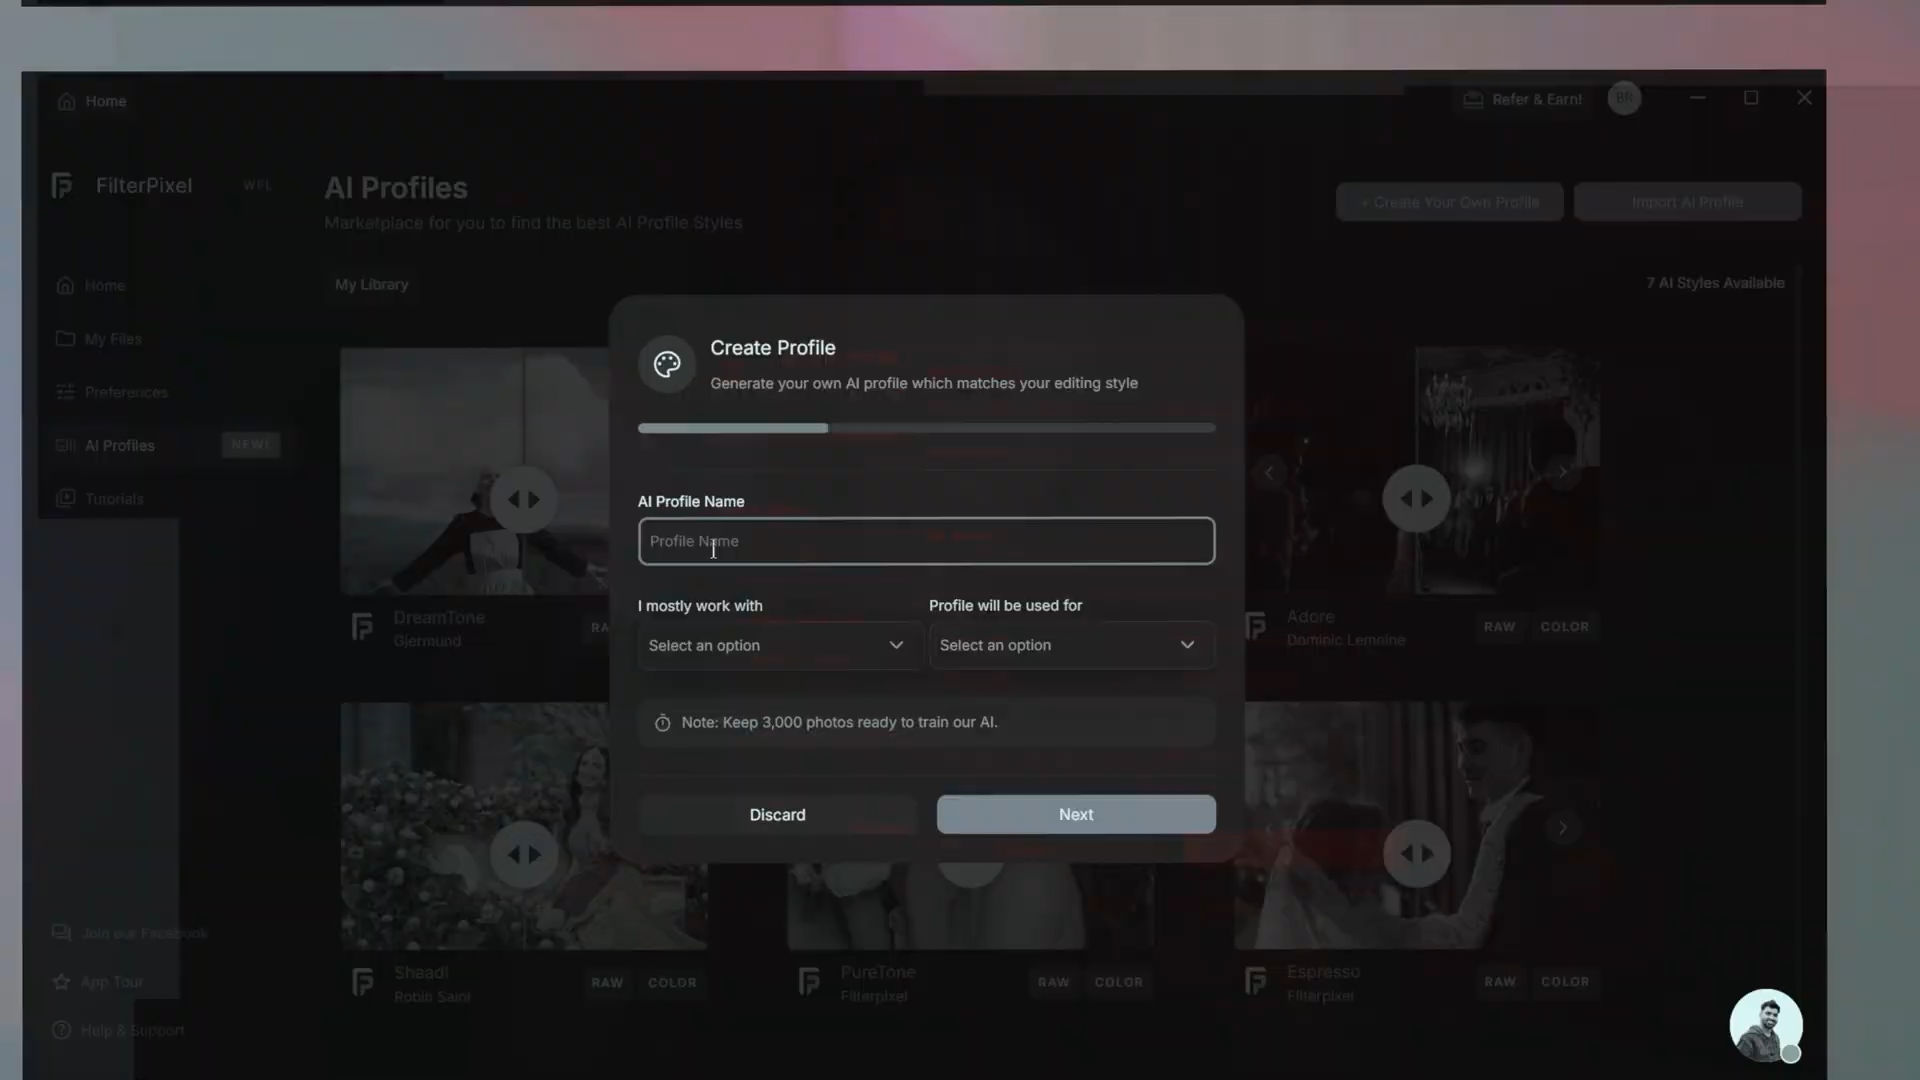 Home
Refer & Earn!
BR
FilterPixel
WFL
AI Profiles
Marketplace for you to find the best AI Profile Styles
+ Create Your Own Profile
Import AI Profile
Home
My Files
Preferences
AI Profiles
NEW!
Tutorials
My Library
7 AI Styles Available
Create Profile
Generate your own AI profile which matches your editing style
AI Profile Name
Profile Name
I mostly work with
Profile will be used for
Select an option
Select an option
Note: Keep 3,000 photos ready to train our AI.
Discard
Next
DreamTone
Gjermund
RA
Adore
Dominic Lemoine
RAW
COLOR
Shaadi
Robin Saini
RAW
COLOR
PureTone
Filterpixel
RAW
COLOR
Espresso
Filterpixel
RAW
COLOR
Join our Facebook
App Tour
Help & Support